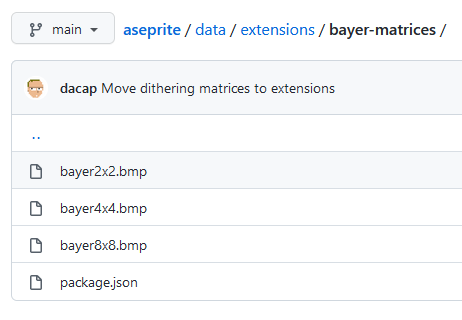 main aseprite / data / extensions / bayer-matrices /
dacap Move dithering matrices to extensions
..
bayer2x2.bmp
bayer4x4.bmp
bayer8x8.bmp
package.json